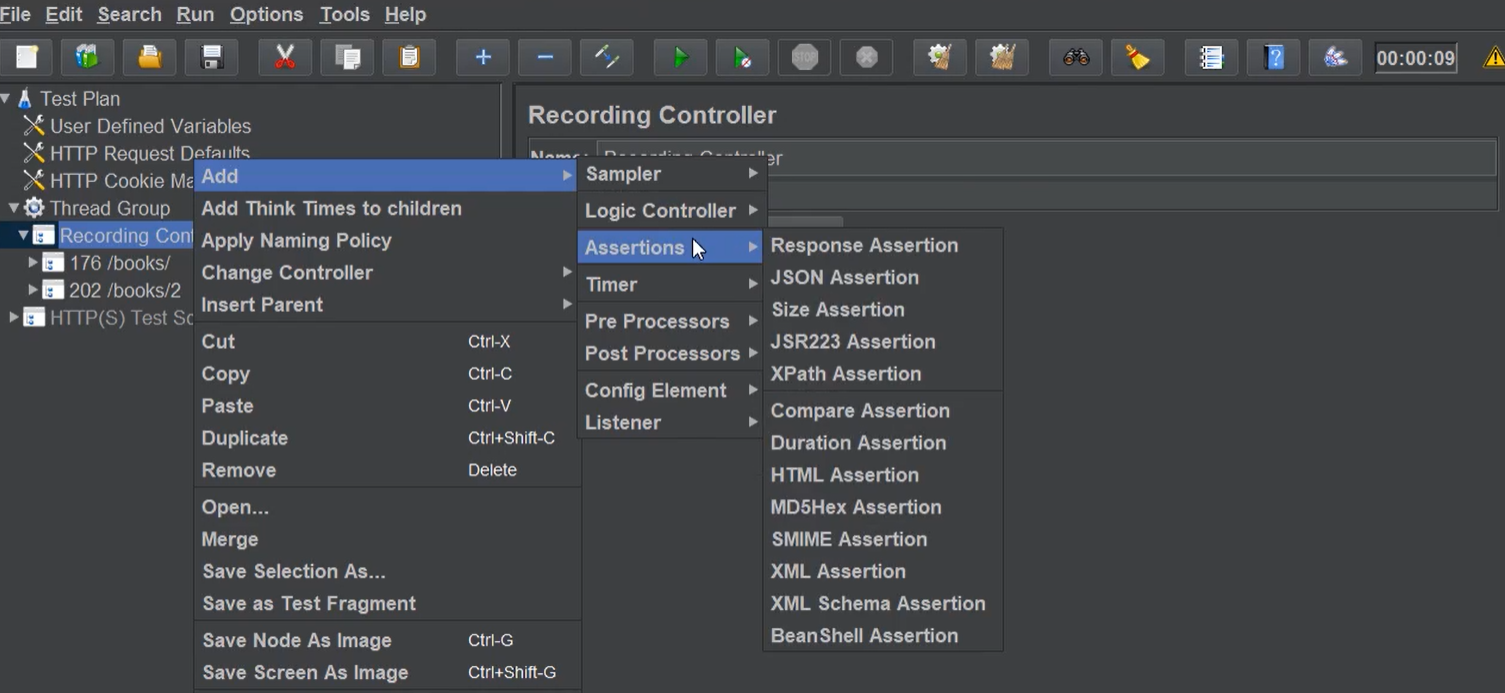 File Edit Search Run Options Tools Help
STOP
00:00:09
Test Plan
User Defined Variables
HTTP Request Defaults
HTTP Cookie Ma
Thread Group
Recording Cont
176 /books/
202 /books/2
HTTP(S) Test Sc
Recording Controller
Name: Recording Controller
Add
Add Think Times to children
Apply Naming Policy
Change Controller
Insert Parent
Cut Ctrl-X
Copy Ctrl-C
Paste Ctrl-V
Duplicate Ctrl+Shift-C
Remove Delete
Open...
Merge
Save Selection As...
Save as Test Fragment
Save Node As Image Ctrl-G
Save Screen As Image Ctrl+Shift-G
Sampler
Logic Controller
Assertions
Timer
Pre Processors
Post Processors
Config Element
Listener
Response Assertion
JSON Assertion
Size Assertion
JSR223 Assertion
XPath Assertion
Compare Assertion
Duration Assertion
HTML Assertion
MD5Hex Assertion
SMIME Assertion
XML Assertion
XML Schema Assertion
BeanShell Assertion